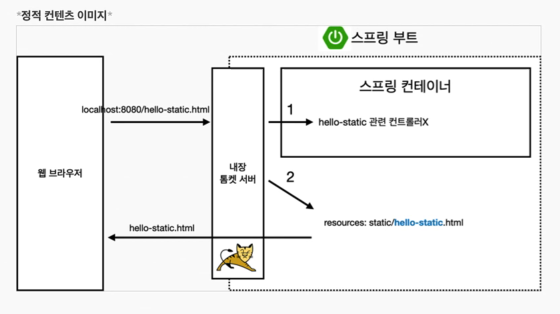 *정적 컨텐츠 이미지*
스프링 부트
스프링 컨테이너
localhost:8080/hello-static.html
1
hello-static 관련 컨트롤러X
웹 브라우저
내장
톰켓 서버
2
resources: static/hello-static.html
hello-static.html